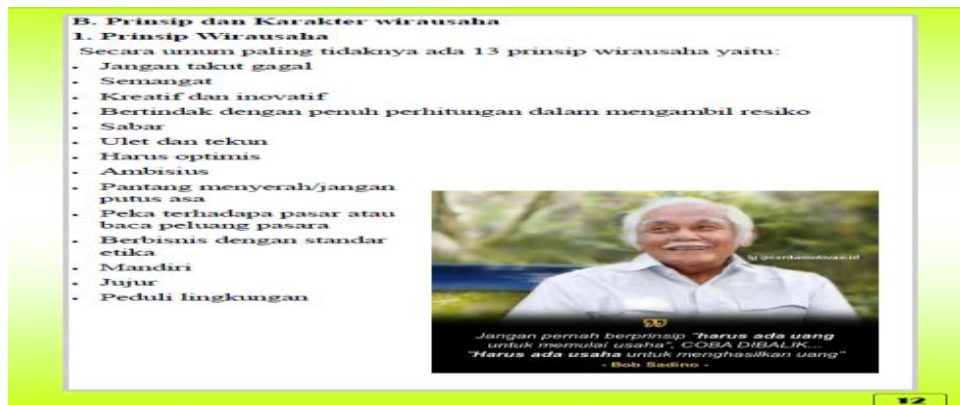 B. Prinsip dan Karakter wirausaha
1. Prinsip Wirausaha
Secara umum paling tidaknya ada 13 prinsip wirausaha yaitu:
- Jangan takut gagal
- Semangat
- Kreatif dan inovatif
- Bertindak dengan penuh perhitungan dalam mengambil resiko
- Sabar
- Ulet dan tekun
- Harus optimis
- Ambisius
- Pantang menyerah/jangan
putus asa
- Peka terhadapa pasar atau
baca peluang pasara
- Berbisnis dengan standar
etika
- Mandiri
- Jujur
- Peduli lingkungan
Ig @ceritamotivasi.id
Jangan pernah berprinsip "harus ada uang
untuk memulai usaha", COBA DIBALIK...
"Harus ada usaha untuk menghasilkan uang"
- Bob Sadino -
12